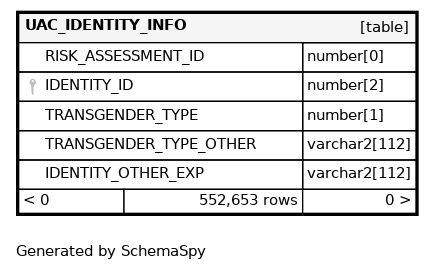 UAC_IDENTITY_INFO [table]
RISK_ASSESSMENT_ID number[0]
IDENTITY_ID number[2]
TRANSGENDER_TYPE number[1]
TRANSGENDER_TYPE_OTHER varchar2[112]
IDENTITY_OTHER_EXP varchar2[112]
< 0 552,653 rows 0 >
Generated by SchemaSpy